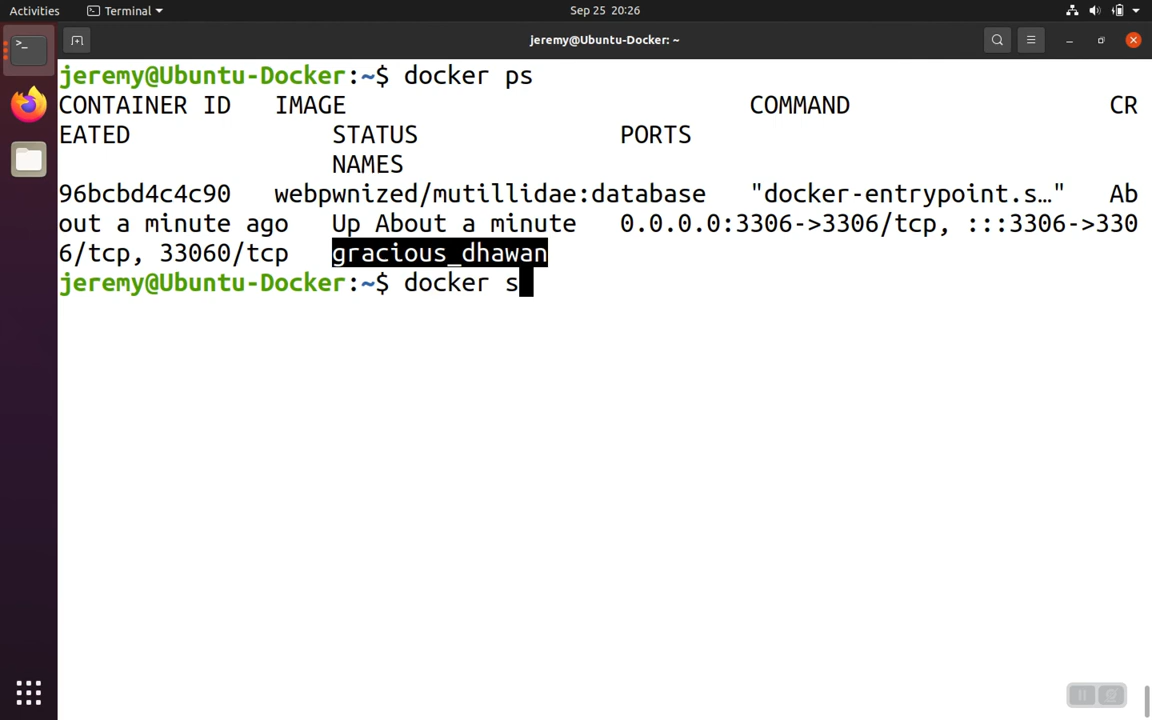 Activities Terminal Sep 25 20:26
jeremy@Ubuntu-Docker: ~
jeremy@Ubuntu-Docker:~$ docker ps
CONTAINER ID   IMAGE                            COMMAND                  CR
EATED              STATUS              PORTS
                   NAMES
96bcbd4c4c90   webpwnized/mutillidae:database   "docker-entrypoint.s…"   Ab
out a minute ago   Up About a minute   0.0.0.0:3306->3306/tcp, :::3306->330
6/tcp, 33060/tcp   gracious_dhawan
jeremy@Ubuntu-Docker:~$ docker s